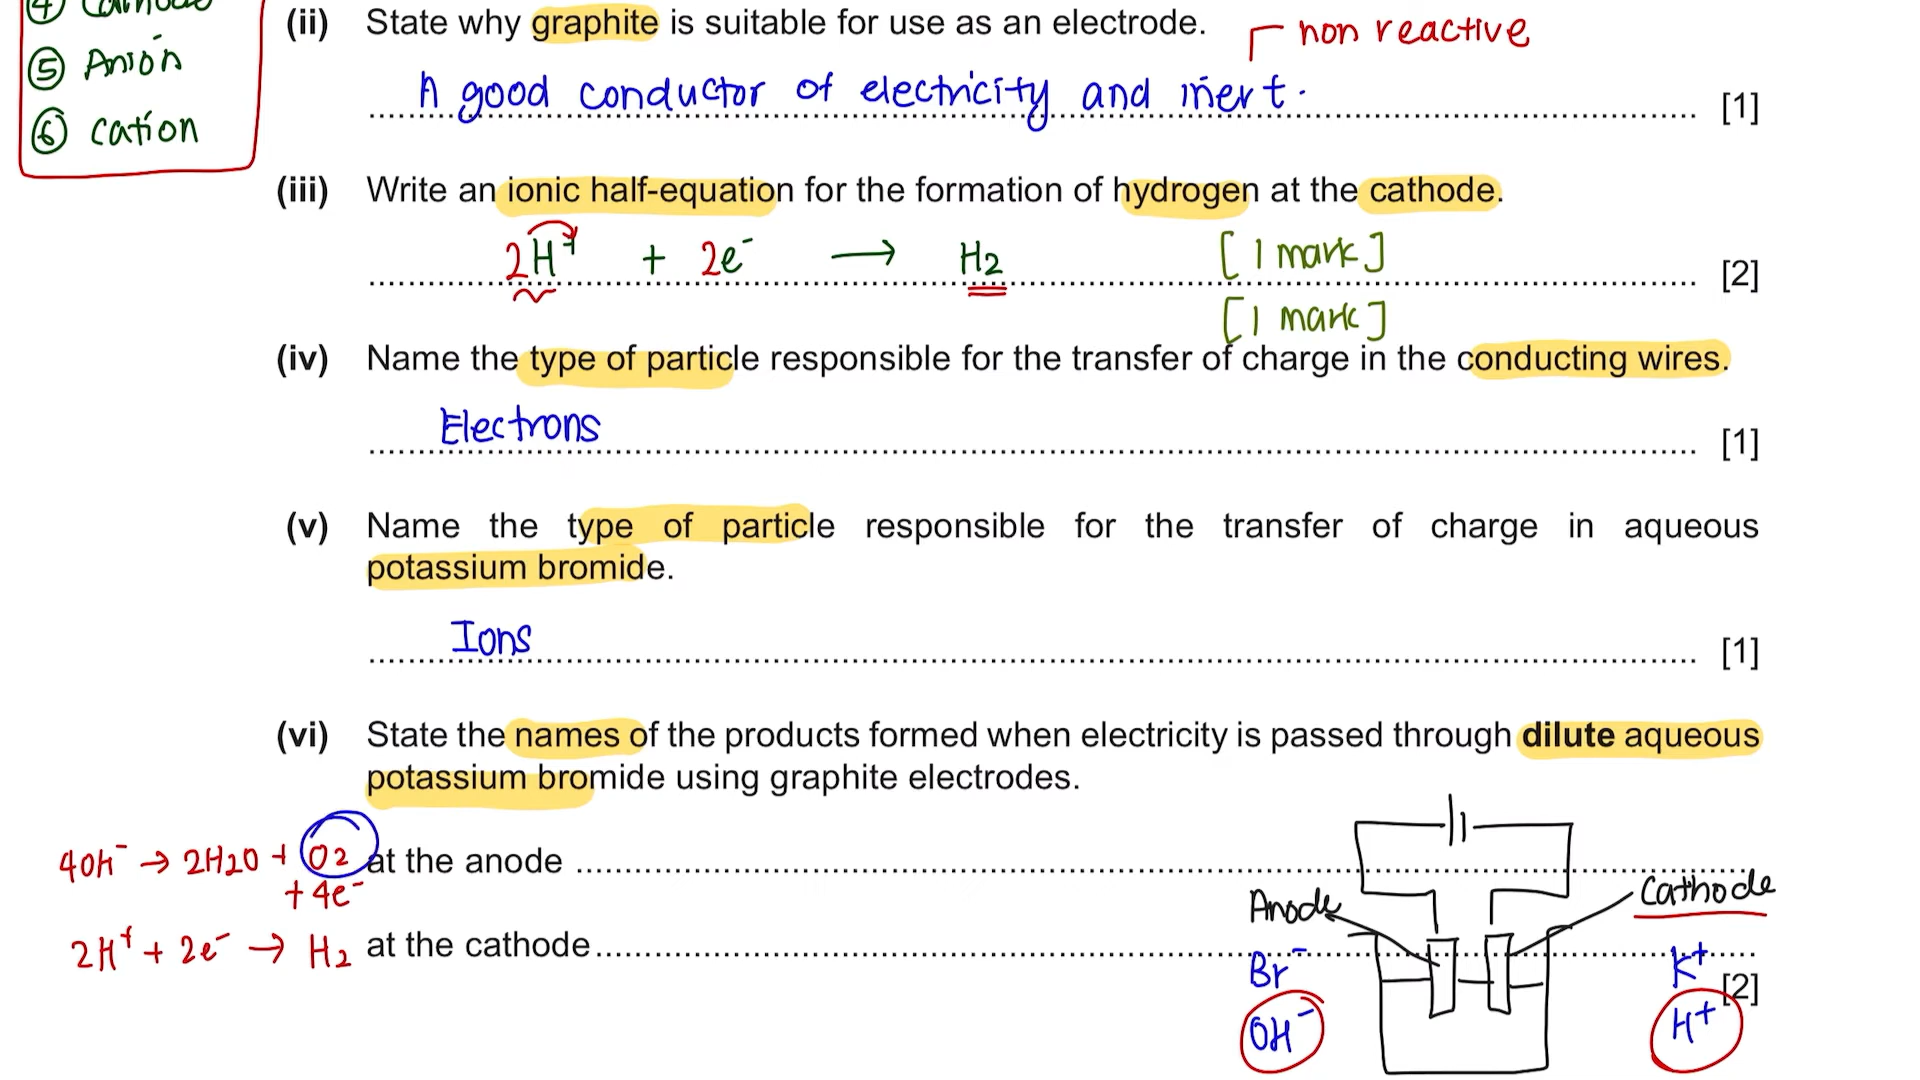 ④ Cathode
⑤ Anion
⑥ Cation
(ii) State why graphite is suitable for use as an electrode.
non reactive
A good conductor of electricity and inert.
[1]
(iii) Write an ionic half-equation for the formation of hydrogen at the cathode.
2H⁺ + 2e⁻ → H₂ [1 mark]
[2]
[1 mark]
(iv) Name the type of particle responsible for the transfer of charge in the conducting wires.
Electrons
[1]
(v) Name the type of particle responsible for the transfer of charge in aqueous
potassium bromide.
Ions
[1]
(vi) State the names of the products formed when electricity is passed through dilute aqueous
potassium bromide using graphite electrodes.
4OH⁻ → 2H2O + O2 at the anode
+ 4e⁻
2H⁺ + 2e⁻ → H₂ at the cathode
[2]
Anode
Cathode
Br⁻
OH⁻
K⁺
H⁺